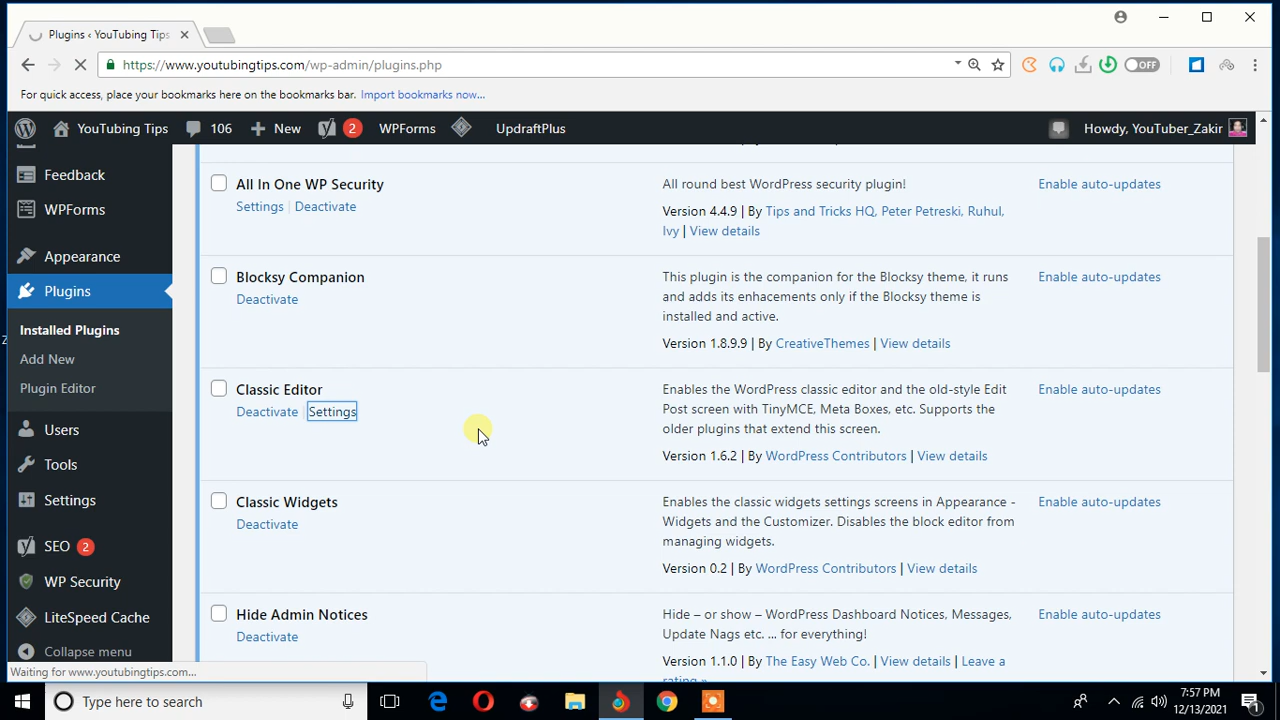 Plugins ‹ YouTubing Tips
https://www.youtubingtips.com/wp-admin/plugins.php
OFF
For quick access, place your bookmarks here on the bookmarks bar. Import bookmarks now...
YouTubing Tips 106 New 2 WPForms UpdraftPlus Howdy, YouTuber_Zakir
Feedback
WPForms
Appearance
Plugins
Installed Plugins
Add New
Plugin Editor
Users
Tools
Settings
SEO 2
WP Security
LiteSpeed Cache
Collapse menu
All In One WP Security
Settings | Deactivate
All round best WordPress security plugin!
Version 4.4.9 | By Tips and Tricks HQ, Peter Petreski, Ruhul,
Ivy | View details
Enable auto-updates
Blocksy Companion
Deactivate
This plugin is the companion for the Blocksy theme, it runs
and adds its enhacements only if the Blocksy theme is
installed and active.
Version 1.8.9.9 | By CreativeThemes | View details
Enable auto-updates
Classic Editor
Deactivate | Settings
Enables the WordPress classic editor and the old-style Edit
Post screen with TinyMCE, Meta Boxes, etc. Supports the
older plugins that extend this screen.
Version 1.6.2 | By WordPress Contributors | View details
Enable auto-updates
Classic Widgets
Deactivate
Enables the classic widgets settings screens in Appearance -
Widgets and the Customizer. Disables the block editor from
managing widgets.
Version 0.2 | By WordPress Contributors | View details
Enable auto-updates
Hide Admin Notices
Deactivate
Hide – or show – WordPress Dashboard Notices, Messages,
Update Nags etc. ... for everything!
Version 1.1.0 | By The Easy Web Co. | View details | Leave a
rating »
Enable auto-updates
Waiting for www.youtubingtips.com...
Type here to search
7:57 PM
12/13/2021
1